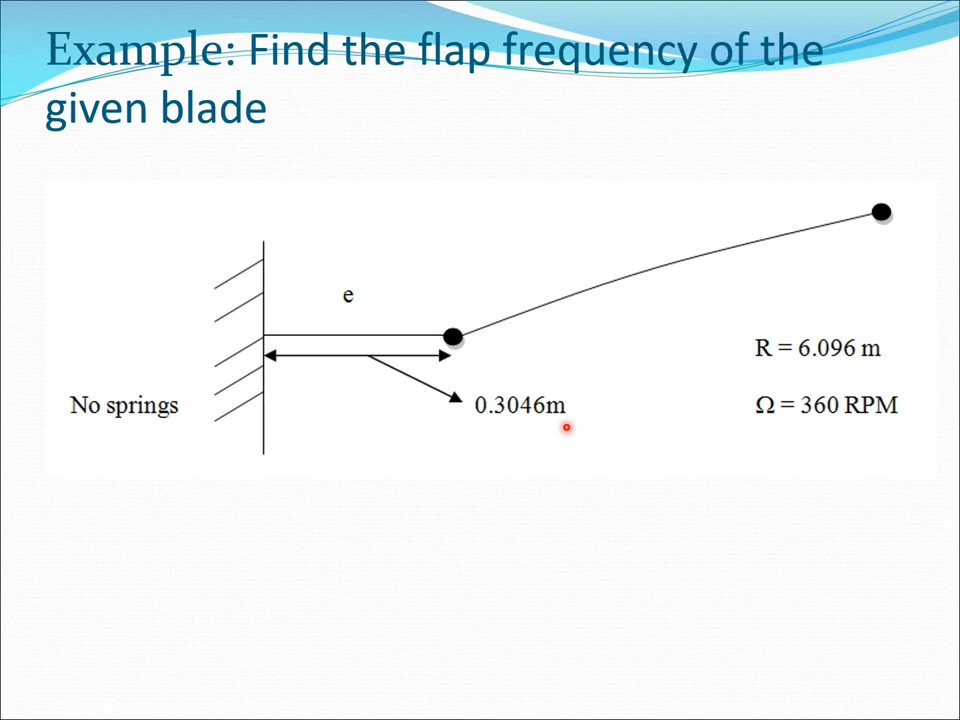 Example: Find the flap frequency of the
given blade
e
R = 6.096 m
No springs
0.3046m
Ω = 360 RPM